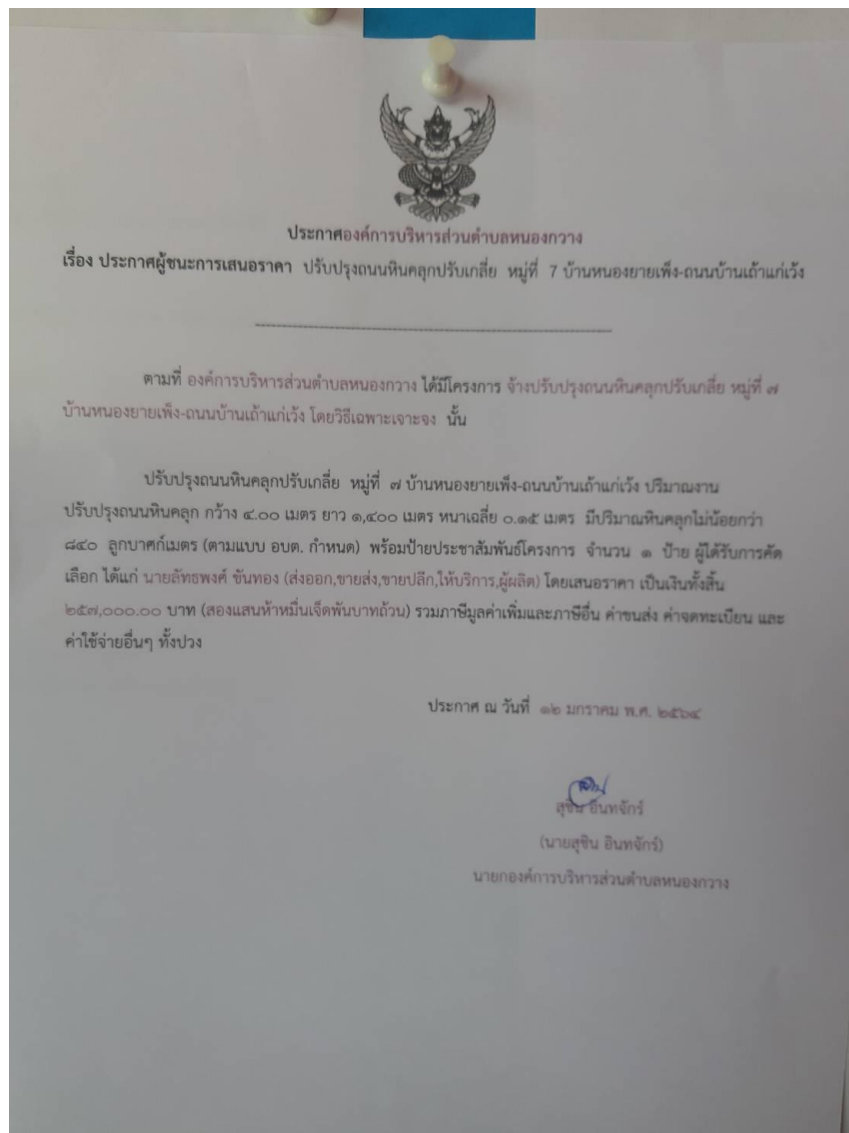 ประกาศองค์การบริหารส่วนตำบลหนองกวาง
เรื่อง ประกาศผู้ชนะการเสนอราคา ปรับปรุงถนนหินคลุกปรับเกลี่ย หมู่ที่ 7 บ้านหนองยายเพ็ง-ถนนบ้านเถ้าแก่เว้ง
ตามที่ องค์การบริหารส่วนตำบลหนองกวาง ได้มีโครงการ จ้างปรับปรุงถนนหินคลุกปรับเกลี่ย หมู่ที่ ๗
บ้านหนองยายเพ็ง-ถนนบ้านเถ้าแก่เว้ง โดยวิธีเฉพาะเจาะจง นั้น
ปรับปรุงถนนหินคลุกปรับเกลี่ย หมู่ที่ ๗ บ้านหนองยายเพ็ง-ถนนบ้านเถ้าแก่เว้ง ปริมาณงาน
ปรับปรุงถนนหินคลุก กว้าง ๔.๐๐ เมตร ยาว ๑,๔๐๐ เมตร หนาเฉลี่ย ๐.๑๕ เมตร มีปริมาณหินคลุกไม่น้อยกว่า
๘๔๐ ลูกบาศก์เมตร (ตามแบบ อบต. กำหนด) พร้อมป้ายประชาสัมพันธ์โครงการ จำนวน ๑ ป้าย ผู้ได้รับการคัด
เลือก ได้แก่ นายลัทธพงศ์ ขันทอง (ส่งออก,ขายส่ง,ขายปลีก,ให้บริการ,ผู้ผลิต) โดยเสนอราคา เป็นเงินทั้งสิ้น
๒๕๗,๐๐๐.๐๐ บาท (สองแสนห้าหมื่นเจ็ดพันบาทถ้วน) รวมภาษีมูลค่าเพิ่มและภาษีอื่น ค่าขนส่ง ค่าจดทะเบียน และ
ค่าใช้จ่ายอื่นๆ ทั้งปวง
ประกาศ ณ วันที่ ๑๒ มกราคม พ.ศ. ๒๕๖๔
สุชิน อินทจักร์
(นายสุชิน อินทจักร์)
นายกองค์การบริหารส่วนตำบลหนองกวาง